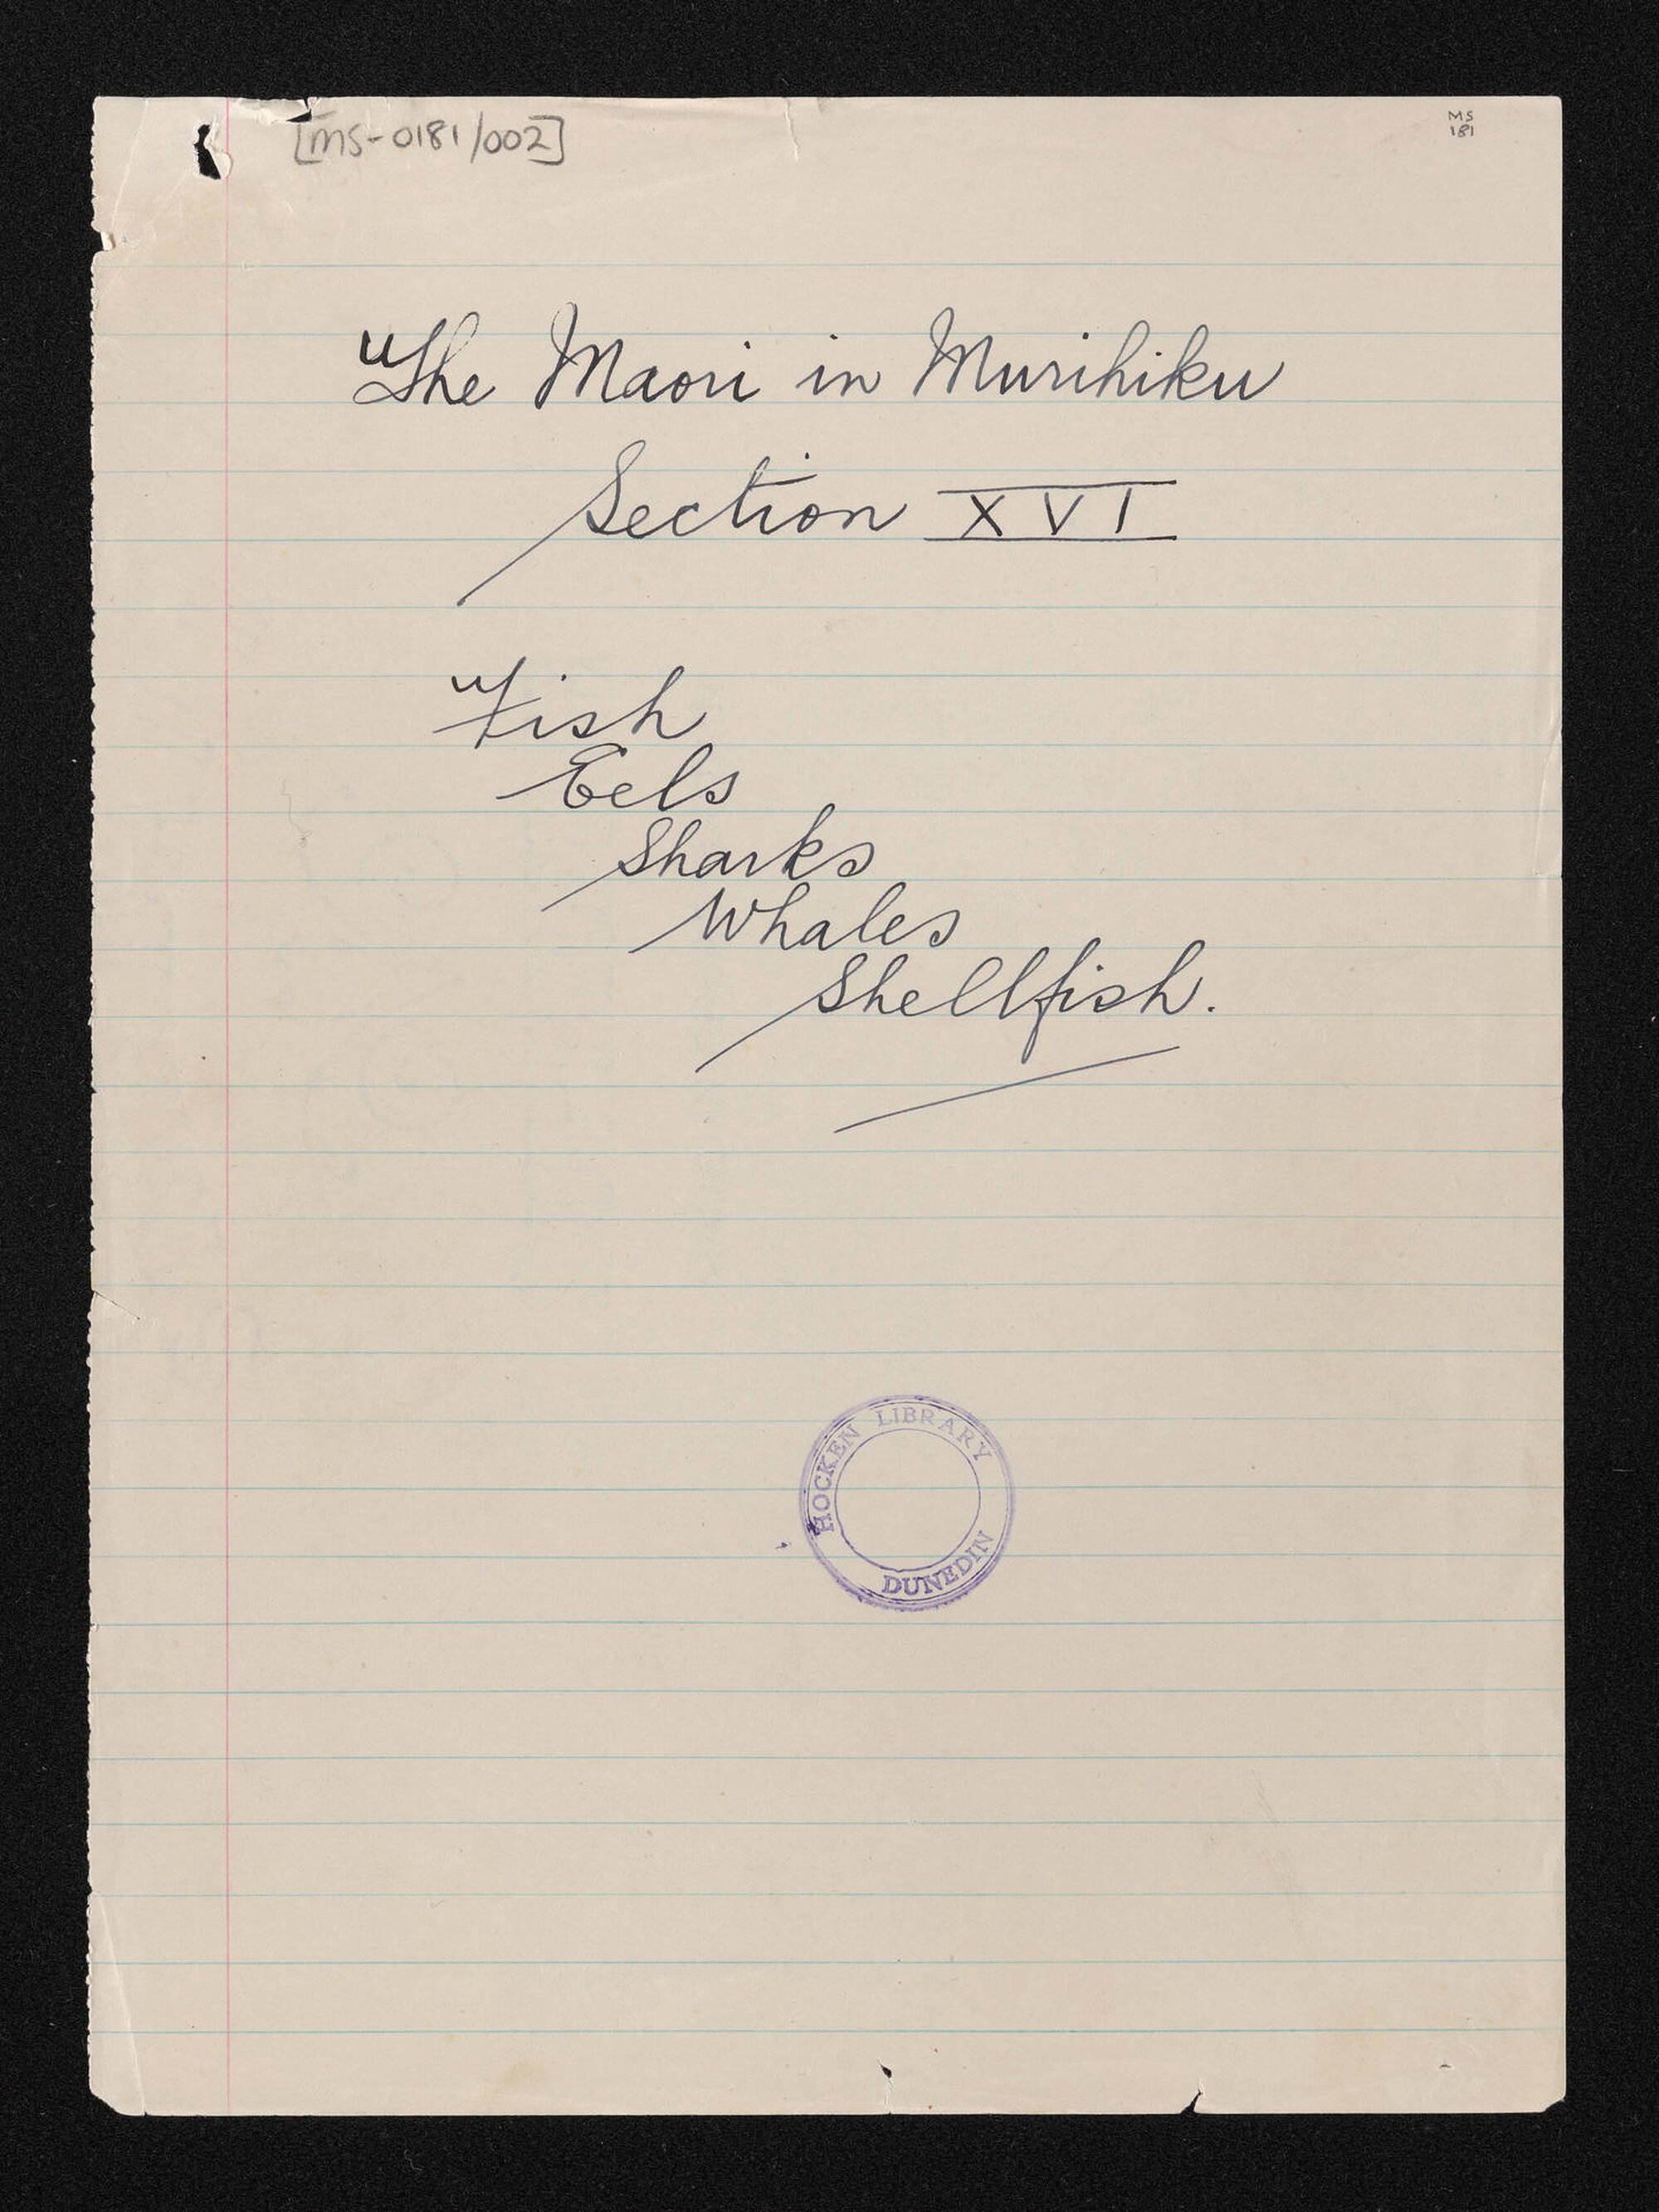 [MS-0181/002]
MS
181
The Maori in Murihiku
Section XVI
Fish
Eels
Sharks
Whales
Shellfish.
HOCKEN LIBRARY
DUNEDIN